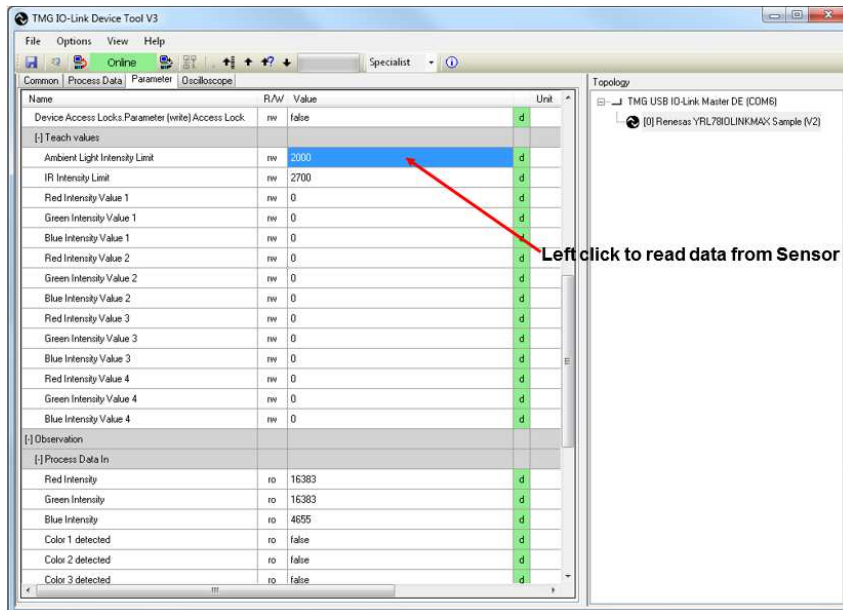 TMG IO-Link Device Tool V3
File Options View Help
Online Specialist
Common Process Data Parameter Oscilloscope
Name R/W Value Unit
Device Access Locks.Parameter (write) Access Lock rw false d
[-] Teach values
Ambient Light Intensity Limit rw 2000 d
IR Intensity Limit rw 2700 d
Red Intensity Value 1 rw 0 d
Green Intensity Value 1 rw 0 d
Blue Intensity Value 1 rw 0 d
Red Intensity Value 2 rw 0 d
Green Intensity Value 2 rw 0 d
Blue Intensity Value 2 rw 0 d
Red Intensity Value 3 rw 0 d
Green Intensity Value 3 rw 0 d
Blue Intensity Value 3 rw 0 d
Red Intensity Value 4 rw 0 d
Green Intensity Value 4 rw 0 d
Blue Intensity Value 4 rw 0 d
[-] Observation
[-] Process Data In
Red Intensity ro 16383 d
Green Intensity ro 16383 d
Blue Intensity ro 4655 d
Color 1 detected ro false d
Color 2 detected ro false d
Color 3 detected ro false d
Topology
TMG USB IO-Link Master DE (COM6)
[0] Renesas YRL78IOLINKMAX Sample (V2)
Left click to read data from Sensor